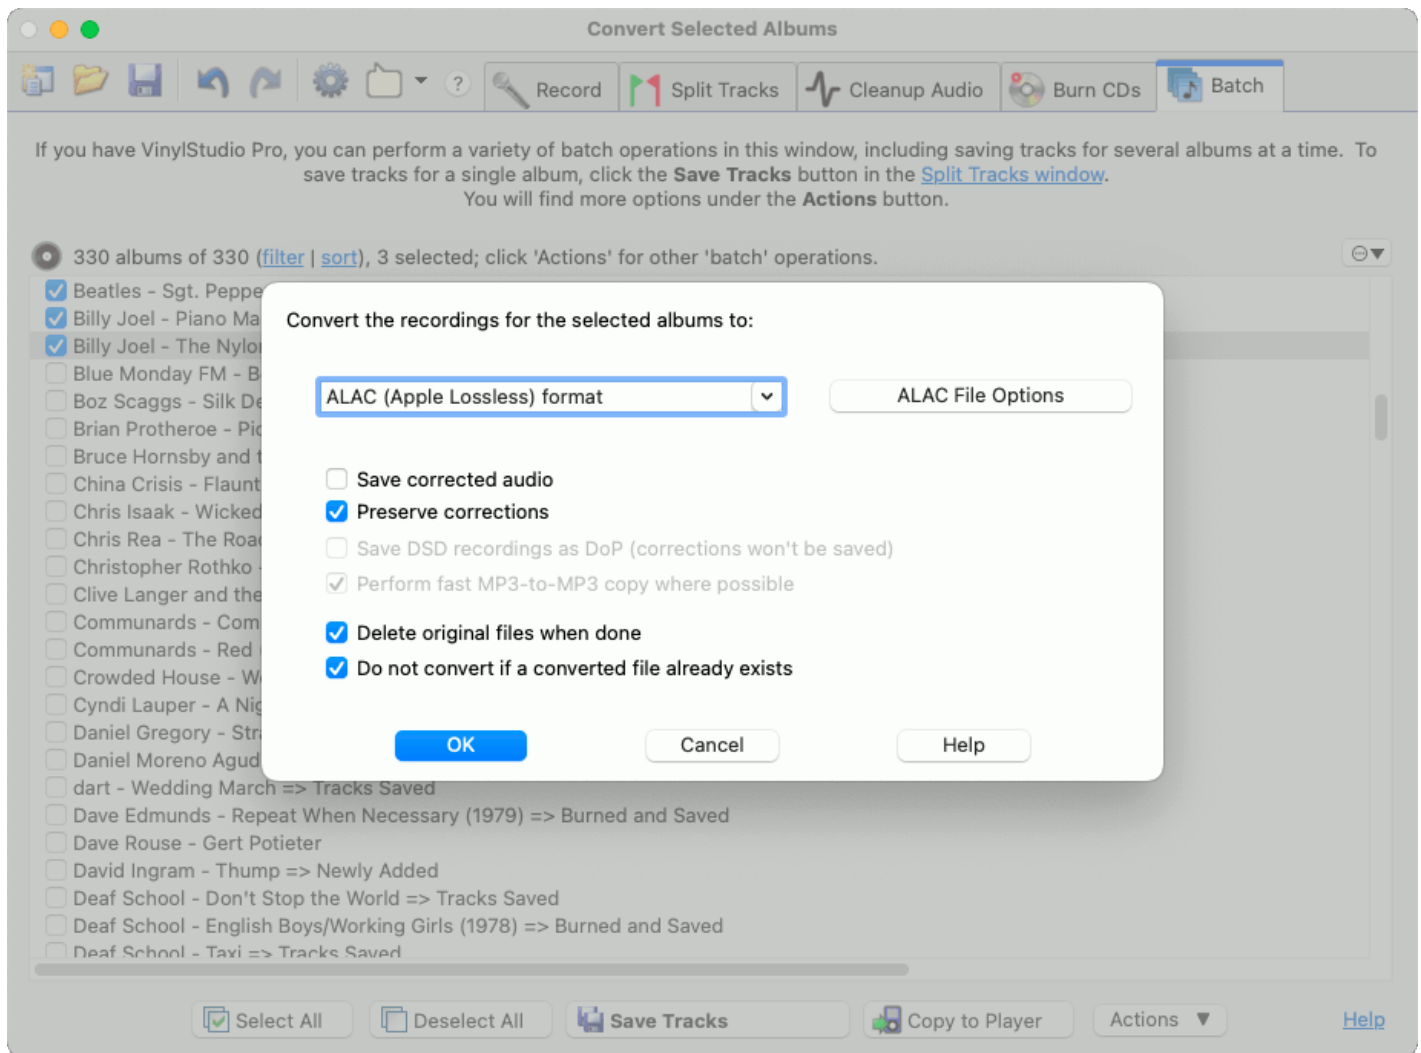 Convert Selected Albums
? Record Split Tracks Cleanup Audio Burn CDs Batch
If you have VinylStudio Pro, you can perform a variety of batch operations in this window, including saving tracks for several albums at a time. To
save tracks for a single album, click the Save Tracks button in the Split Tracks window.
You will find more options under the Actions button.
330 albums of 330 (filter | sort), 3 selected; click 'Actions' for other 'batch' operations.
Beatles - Sgt.
Billy Joel - Piano
Billy Joel - The
Blue Monday FM -
Boz Scaggs - Silk
Brian Protheroe -
Bruce Hornsby and
China Crisis - Flaunt
Chris Isaak - Wicked
Chris Rea - The
Christopher Rothko -
Clive Langer and the
Communards -
Communards - Red
Crowded House -
Cyndi Lauper - A
Daniel Gregory -
Daniel Moreno
dart - Wedding March => Tracks Saved
Dave Edmunds - Repeat When Necessary (1979) => Burned and Saved
Dave Rouse - Gert Potieter
David Ingram - Thump => Newly Added
Deaf School - Don't Stop the World => Tracks Saved
Deaf School - English Boys/Working Girls (1978) => Burned and Saved
Deaf School - Taxi => Tracks Saved
Convert the recordings for the selected albums to:
ALAC (Apple Lossless) format ALAC File Options
Save corrected audio
Preserve corrections
Save DSD recordings as DoP (corrections won't be saved)
Perform fast MP3-to-MP3 copy where possible
Delete original files when done
Do not convert if a converted file already exists
OK Cancel Help
Select All Deselect All Save Tracks Copy to Player Actions Help